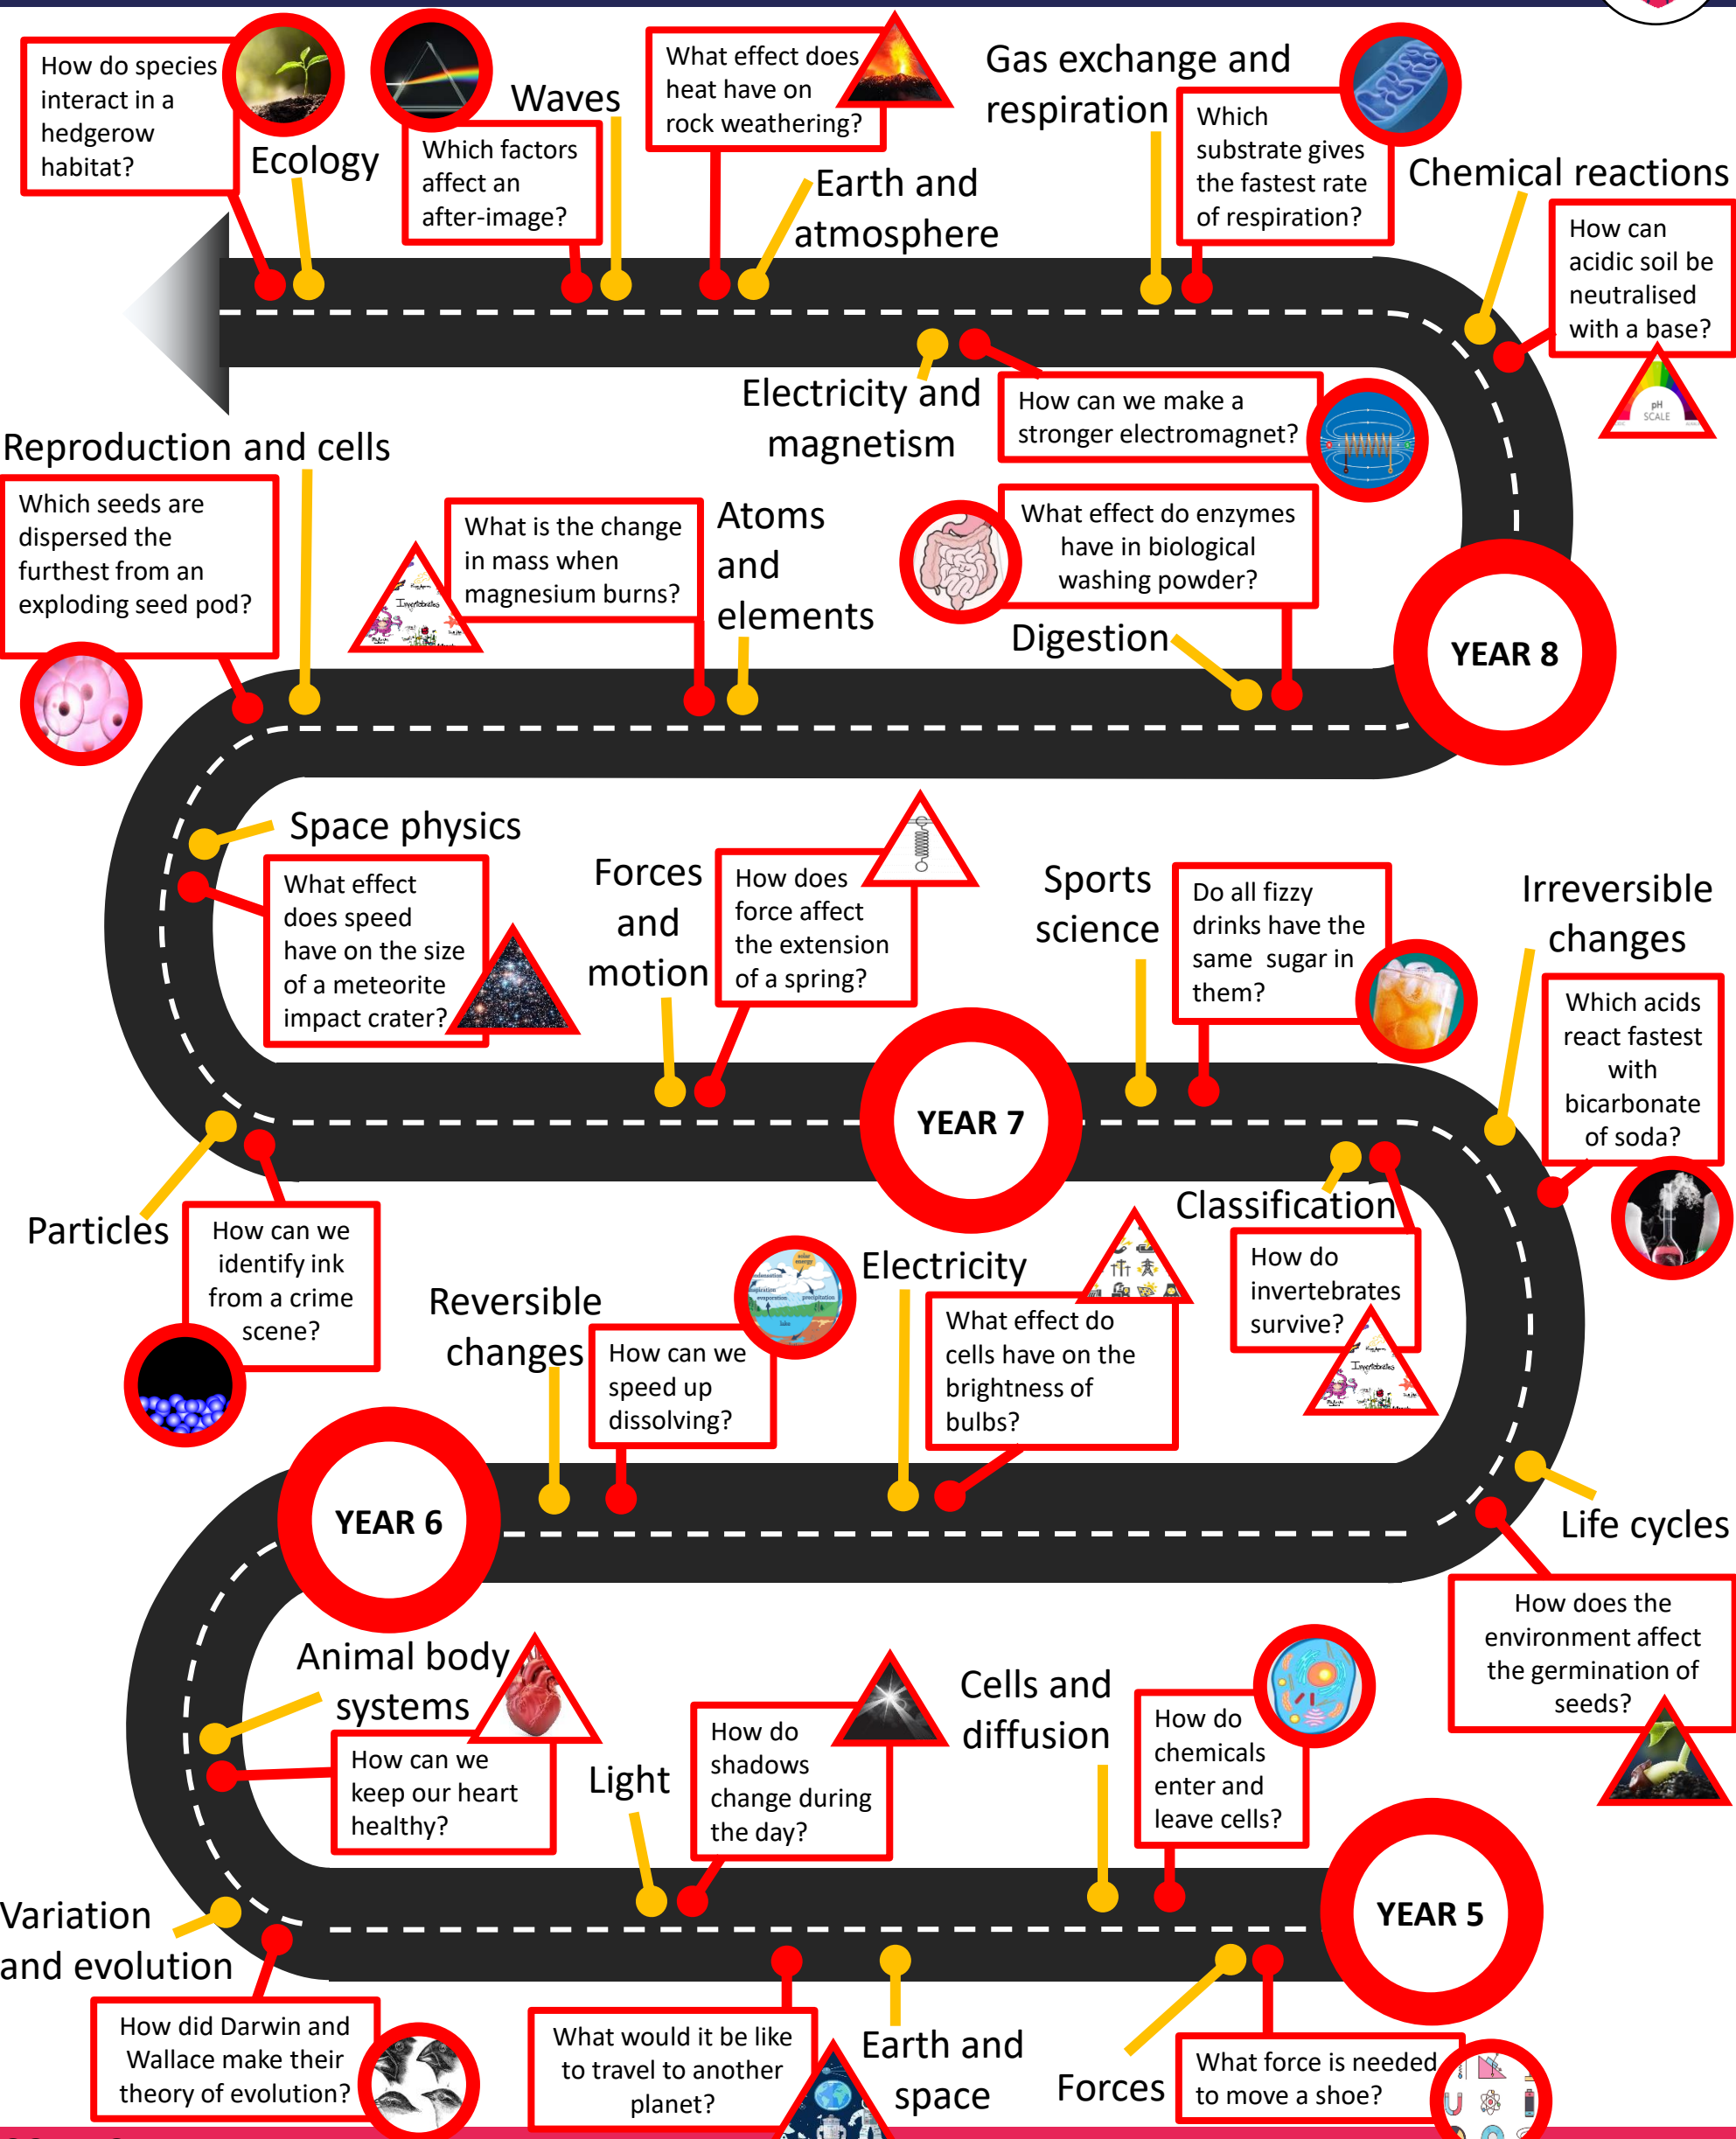 How do species
interact in a
hedgerow
habitat?
Ecology
Waves
Which factors
affect an
after-image?
What effect does
heat have on
rock weathering?
Earth and
atmosphere
Gas exchange and
respiration
Which
substrate gives
the fastest rate
of respiration?
Chemical reactions
How can
acidic soil be
neutralised
with a base?
pH
SCALE
Electricity and
magnetism
How can we make a
stronger electromagnet?
Reproduction and cells
Which seeds are
dispersed the
furthest from an
exploding seed pod?
What is the change
in mass when
magnesium burns?
Invertebrates
Atoms
and
elements
What effect do enzymes
have in biological
washing powder?
Digestion
YEAR 8
Space physics
What effect
does speed
have on the size
of a meteorite
impact crater?
Forces
and
motion
How does
force affect
the extension
of a spring?
Sports
science
Do all fizzy
drinks have the
same  sugar in
them?
Irreversible
changes
Which acids
react fastest
with
bicarbonate
of soda?
YEAR 7
Particles
How can we
identify ink
from a crime
scene?
Classification
How do
invertebrates
survive?
Invertebrates
Reversible
changes
How can we
speed up
dissolving?
solar
energy
condensation
evaporation
precipitation
lake
Electricity
What effect do
cells have on the
brightness of
bulbs?
YEAR 6
Life cycles
How does the
environment affect
the germination of
seeds?
Animal body
systems
How can we
keep our heart
healthy?
Light
How do
shadows
change during
the day?
Cells and
diffusion
How do
chemicals
enter and
leave cells?
YEAR 5
Variation
and evolution
How did Darwin and
Wallace make their
theory of evolution?
What would it be like
to travel to another
planet?
Earth and
space
Forces
What force is needed
to move a shoe?